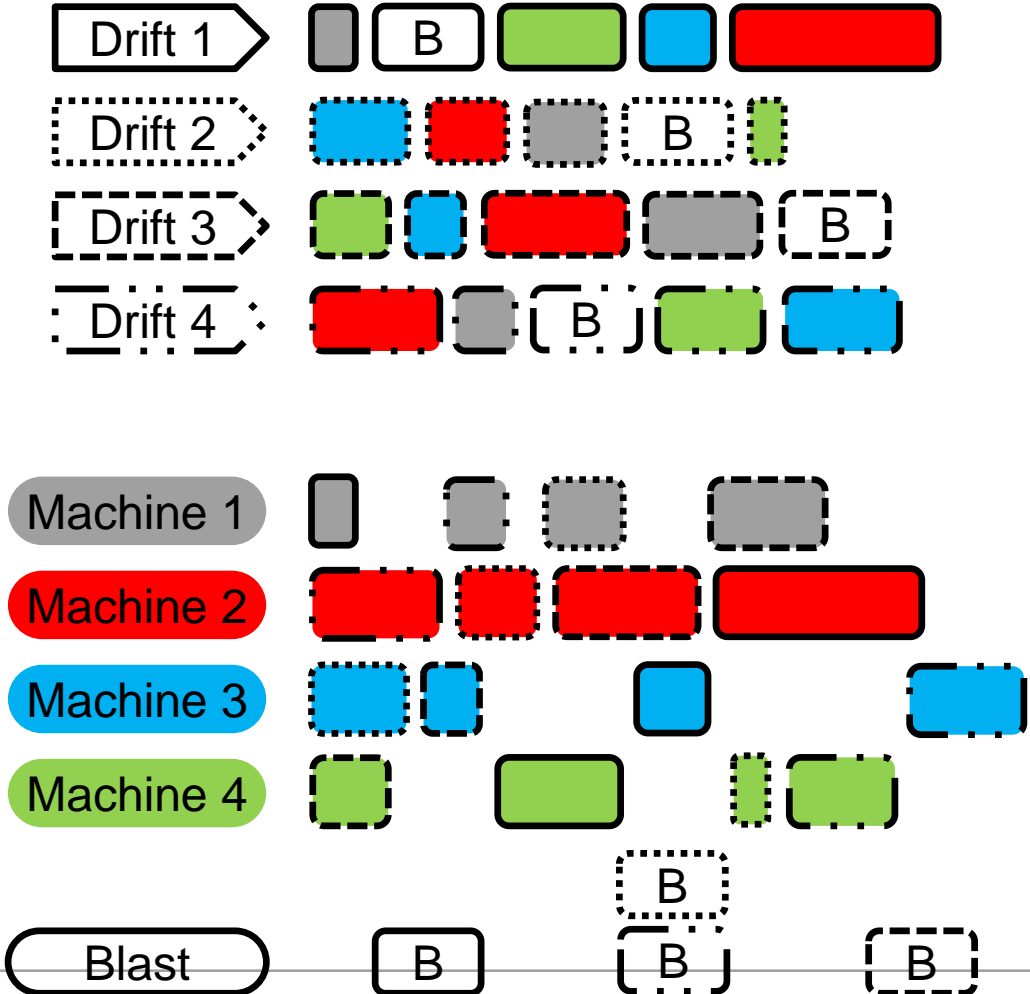 Drift 1 B
Drift 2 B
Drift 3 B
Drift 4 B
Machine 1
Machine 2
Machine 3
Machine 4
B
Blast B B B